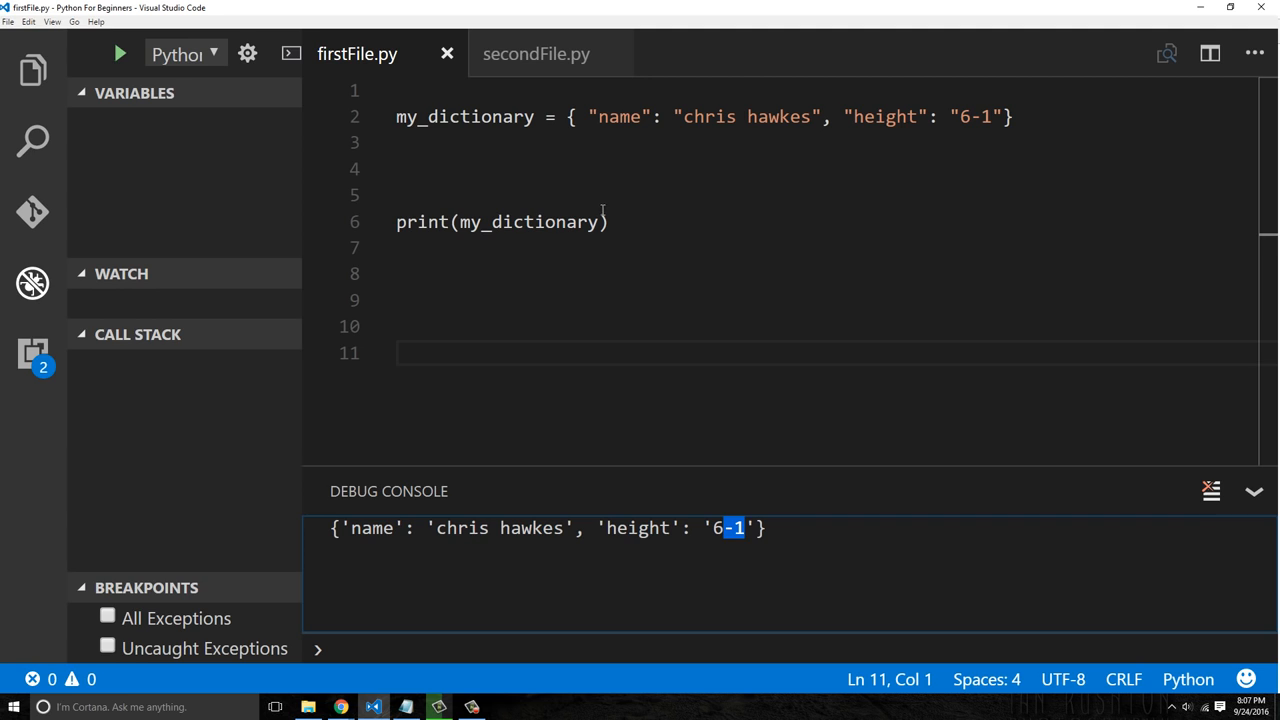 firstFile.py - Python For Beginners - Visual Studio Code
File Edit View Go Help
Python
firstFile.py
secondFile.py
VARIABLES
WATCH
CALL STACK
BREAKPOINTS
All Exceptions
Uncaught Exceptions
2
1
2 my_dictionary = { "name": "chris hawkes", "height": "6-1"}
3
4
5
6 print(my_dictionary)
7
8
9
10
11
DEBUG CONSOLE
{'name': 'chris hawkes', 'height': '6-1'}
0 0
Ln 11, Col 1 Spaces: 4 UTF-8 CRLF Python
I'm Cortana. Ask me anything.
8:07 PM
9/24/2016